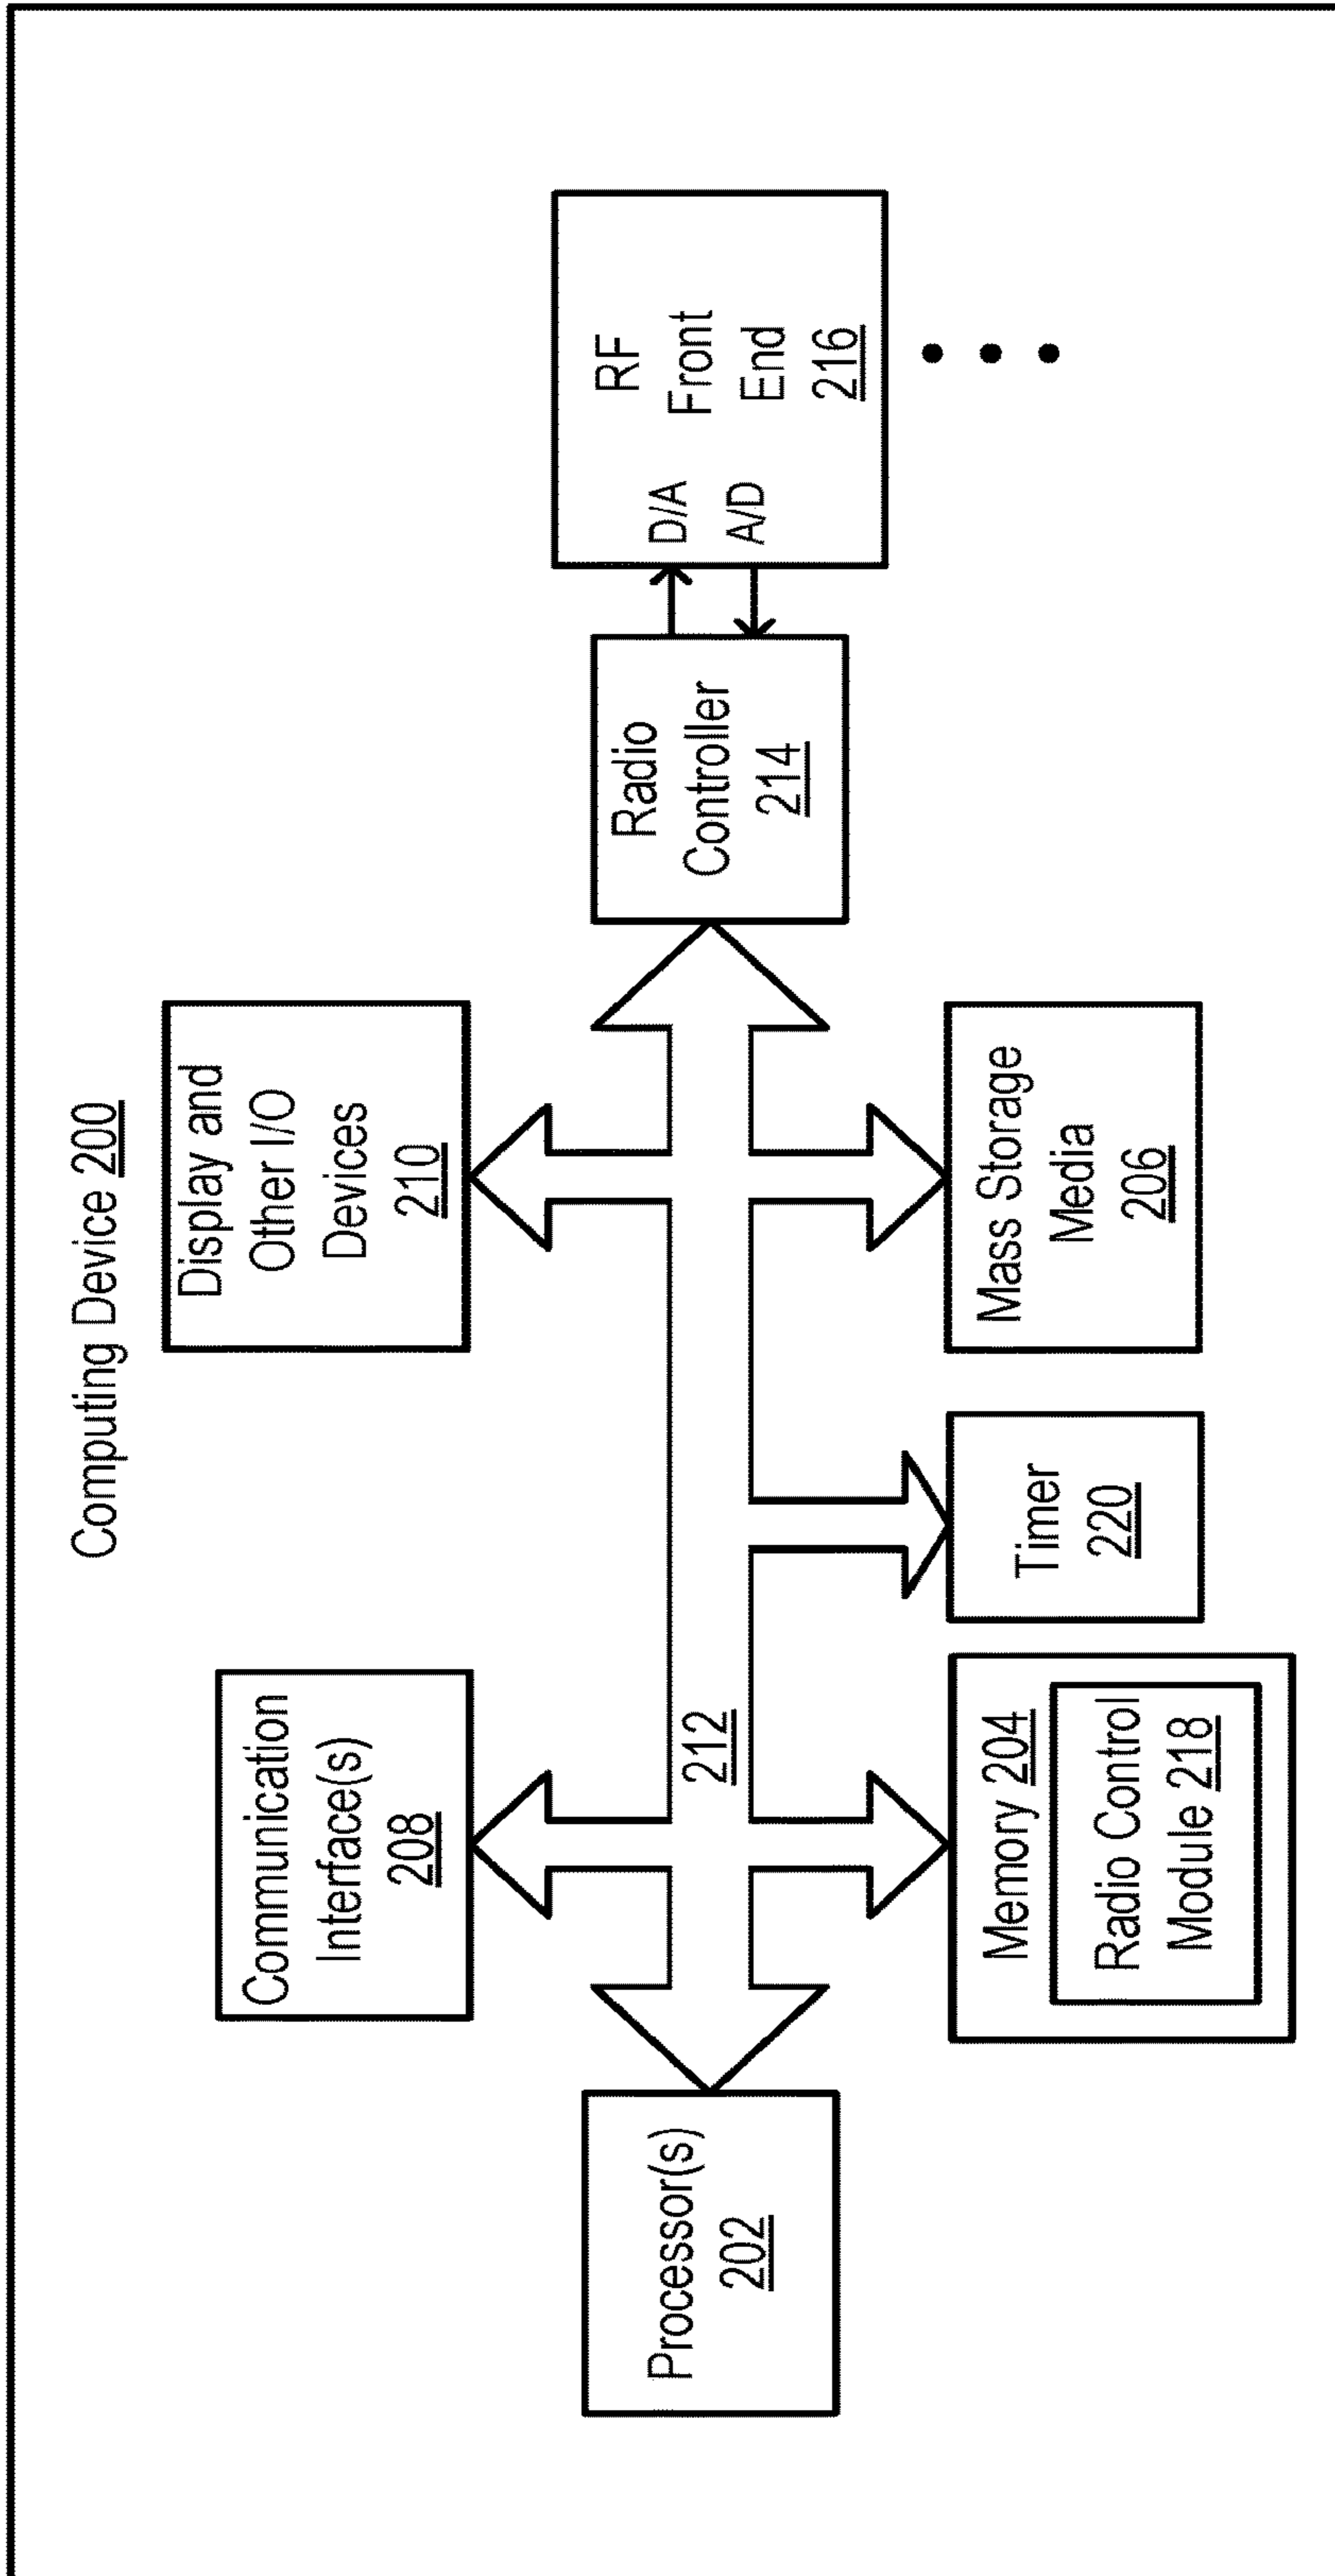 Computing Device 200
Communication
Interface(s)
208
Display and
Other I/O
Devices
210
Processor(s)
202
212
Radio
Controller
214
D/A
A/D
RF
Front
End
216
Memory 204
Radio Control
Module 218
Timer
220
Mass Storage
Media
206